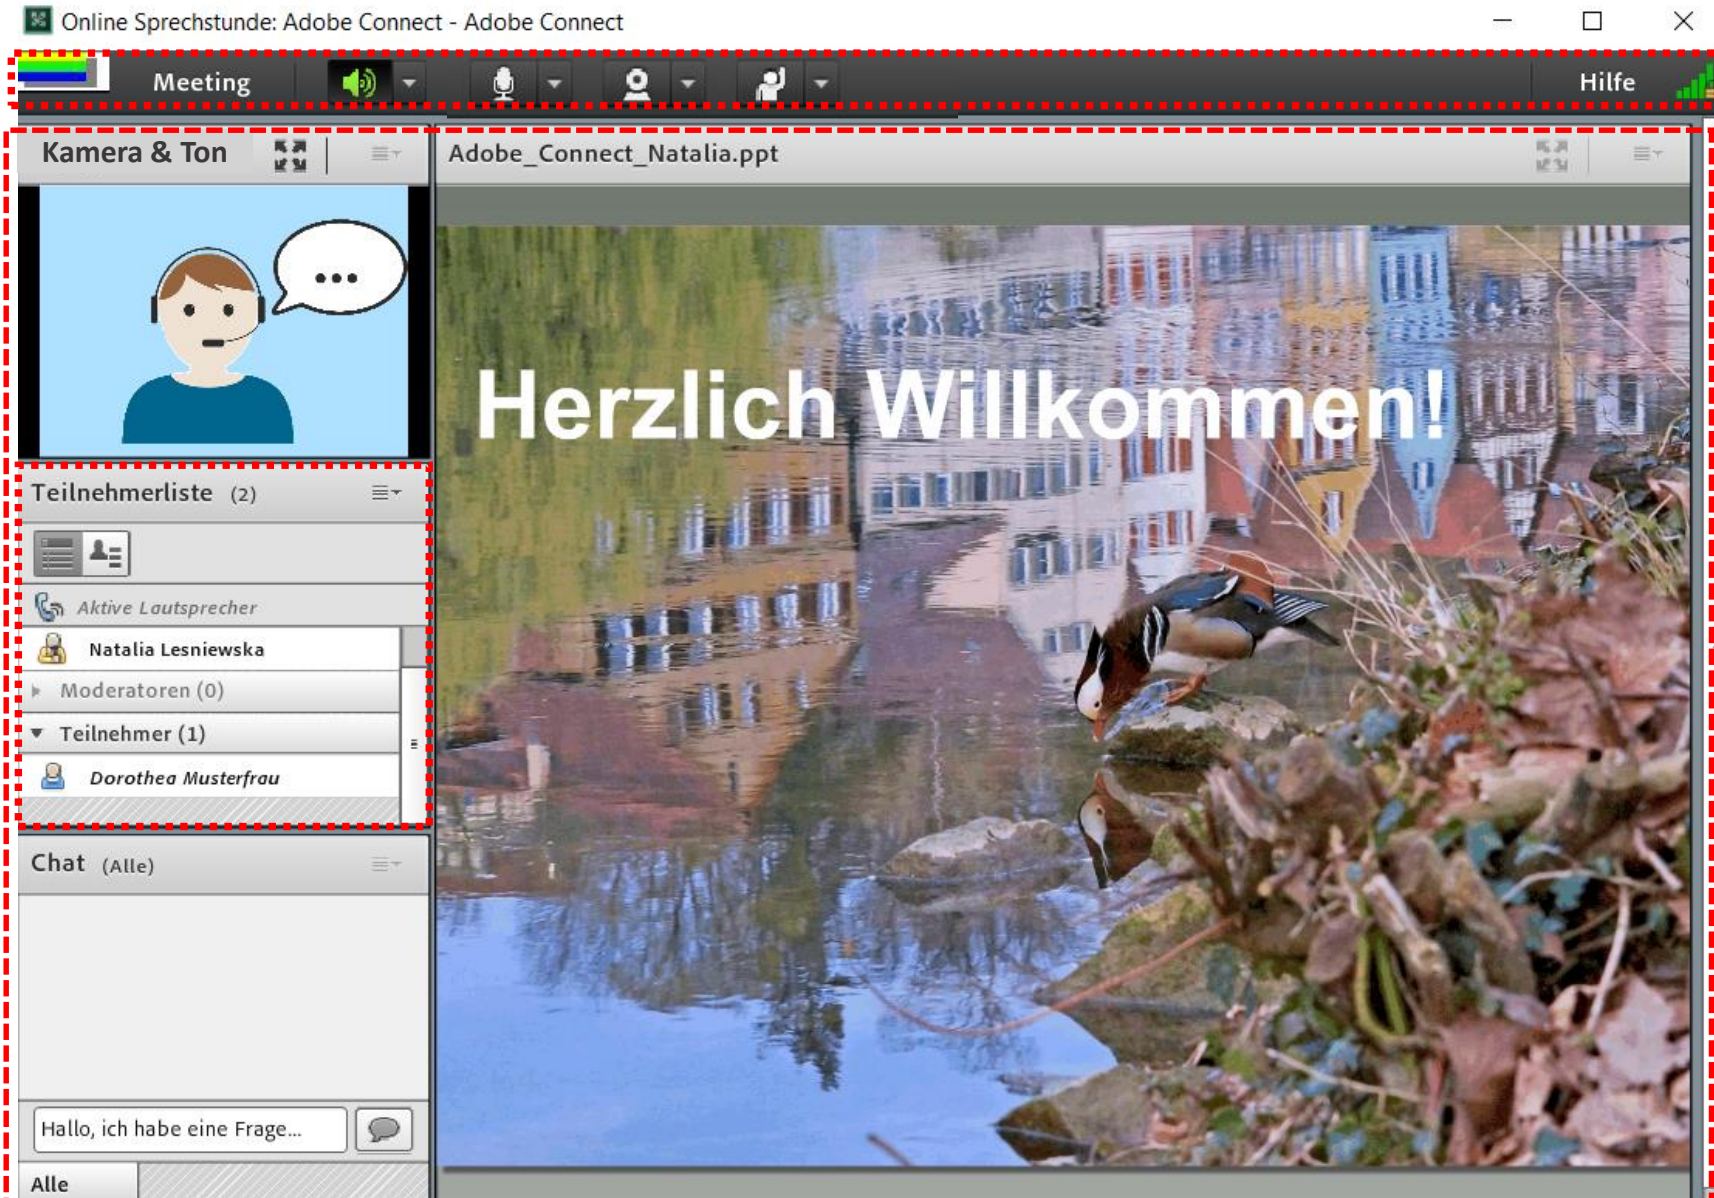 Online Sprechstunde: Adobe Connect - Adobe Connect
Meeting
Hilfe
Kamera & Ton
Adobe_Connect_Natalia.ppt
...
Herzlich Willkommen!
Teilnehmerliste (2)
Aktive Lautsprecher
Natalia Lesniewska
Moderatoren (0)
Teilnehmer (1)
Dorothea Musterfrau
Chat (Alle)
Hallo, ich habe eine Frage...
Alle